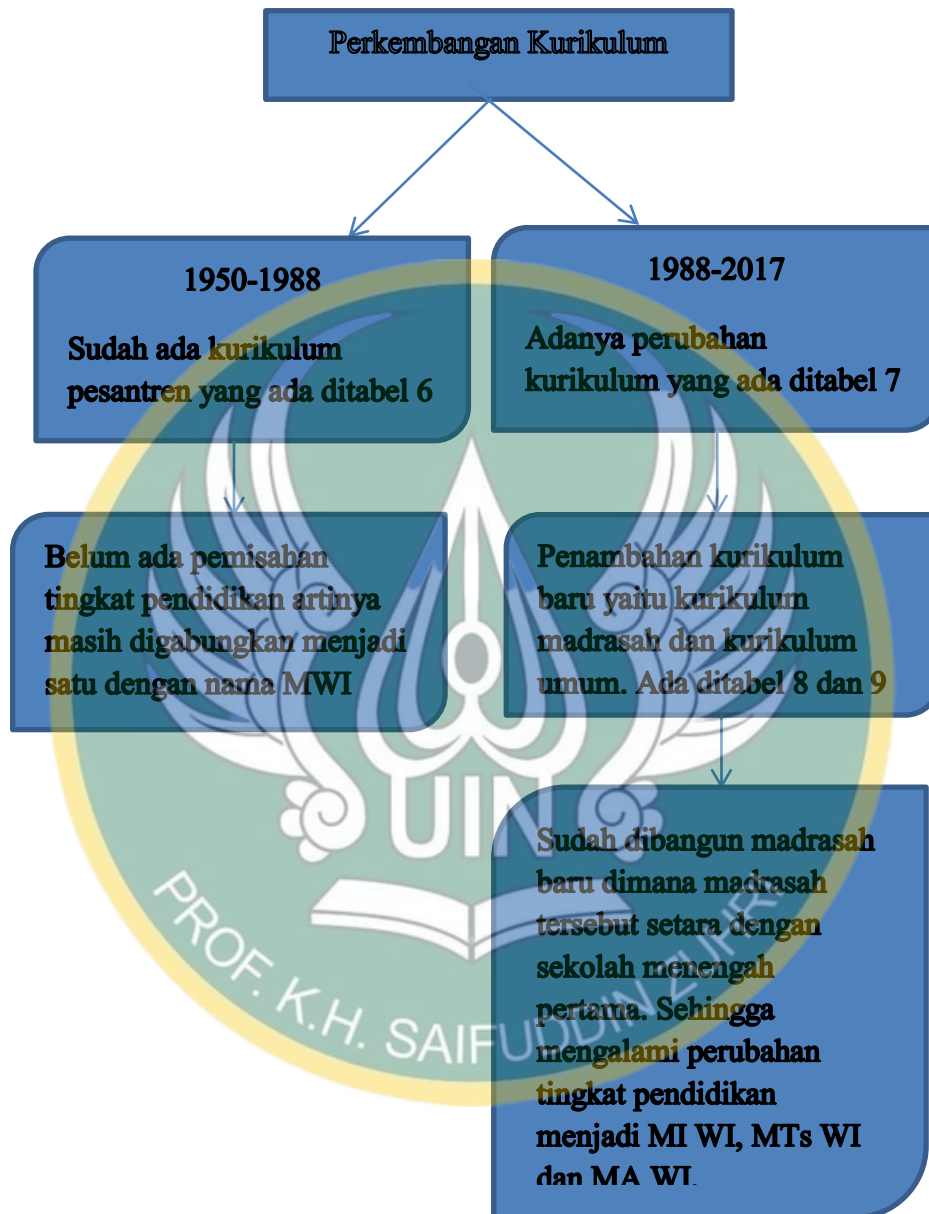 Perkembangan Kurikulum
1950-1988
Sudah ada kurikulum
pesantren yang ada ditabel 6
1988-2017
Adanya perubahan
kurikulum yang ada ditabel 7
Belum ada pemisahan
tingkat pendidikan artinya
masih digabungkan menjadi
satu dengan nama MWI
Penambahan kurikulum
baru yaitu kurikulum
madrasah dan kurikulum
umum. Ada ditabel 8 dan 9
Sudah dibangun madrasah
baru dimana madrasah
tersebut setara dengan
sekolah menengah
pertama. Sehingga
mengalami perubahan
tingkat pendidikan
menjadi MI WI, MTs WI
dan MA WI.
UIN
PROF. K.H. SAIFUDDIN ZUHRI